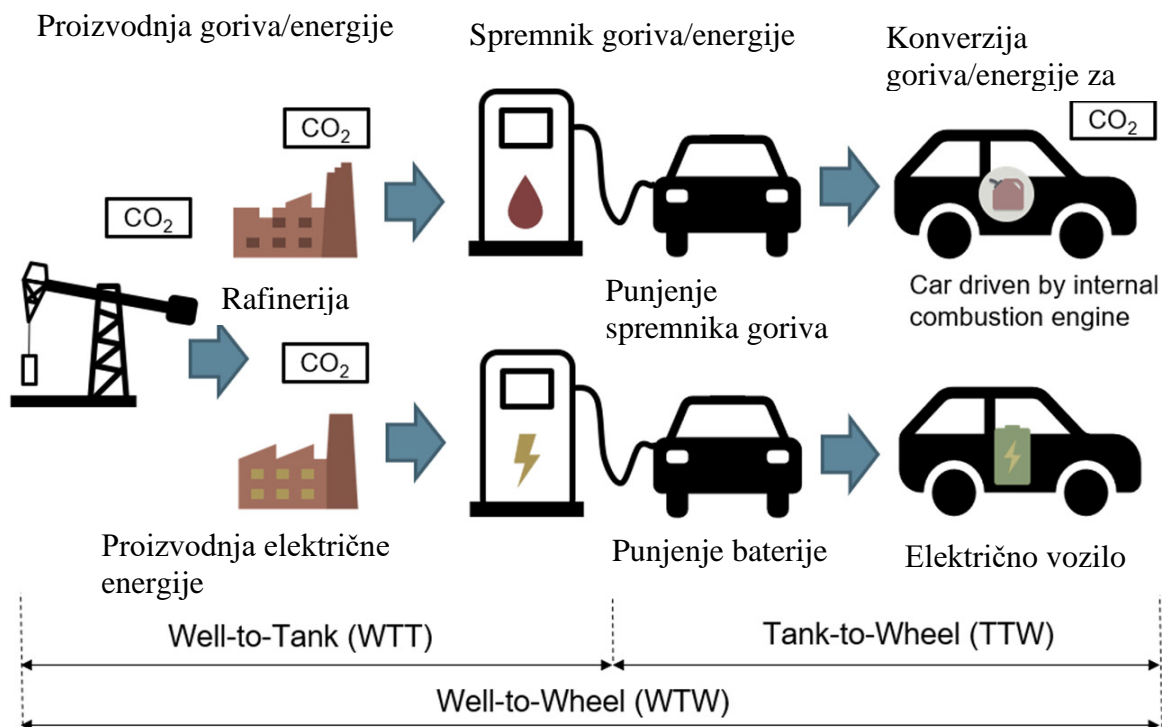 Proizvodnja goriva/energije
Spremnik goriva/energije
Konverzija
goriva/energije za
CO2
CO2
CO2
Rafinerija
Punjenje
spremnika goriva
Car driven by internal
combustion engine
CO2
Proizvodnja električne
energije
Punjenje baterije
Električno vozilo
Well-to-Tank (WTT)
Tank-to-Wheel (TTW)
Well-to-Wheel (WTW)